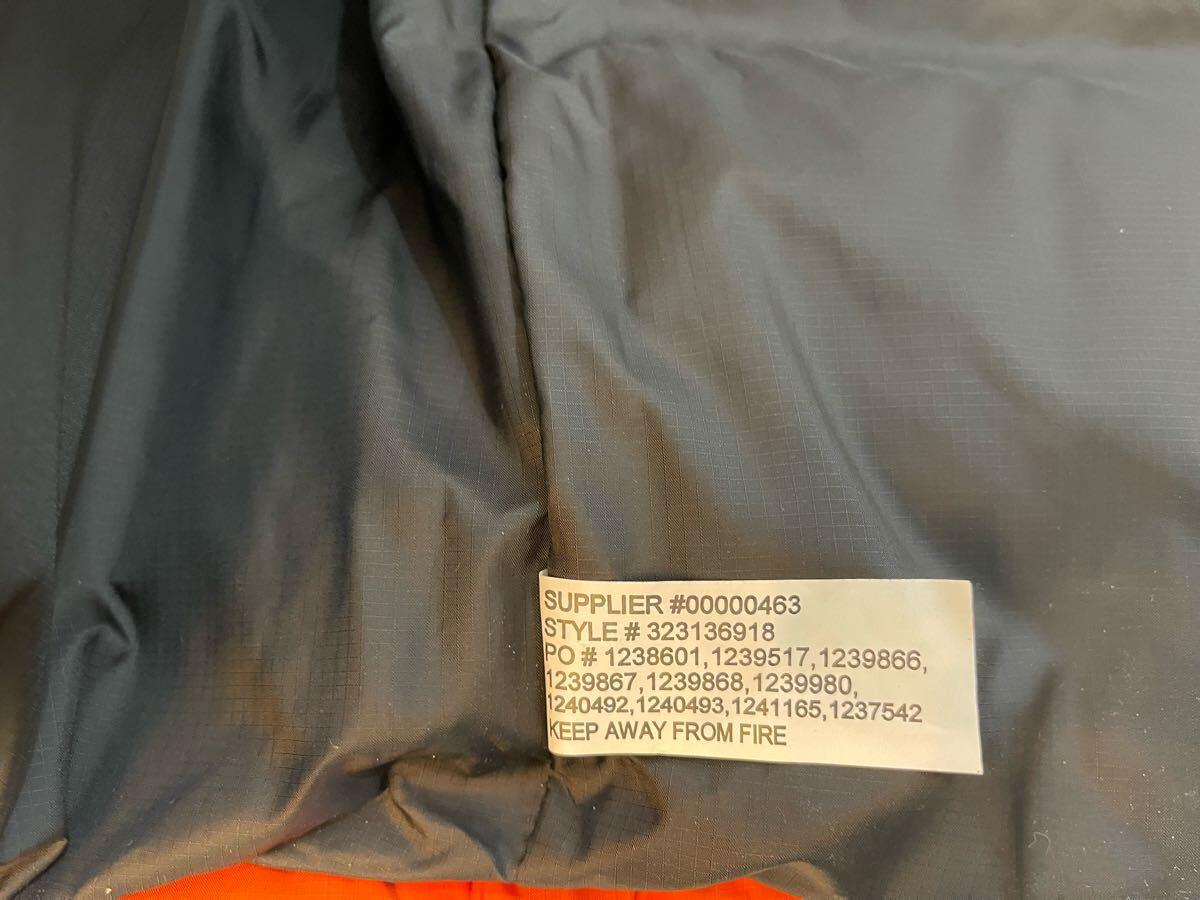 SUPPLIER #00000463
STYLE # 323136918
PO # 1238601,1239517,1239866,
1239867,1239868,1239980,
1240492,1240493,1241165,1237542
KEEP AWAY FROM FIRE